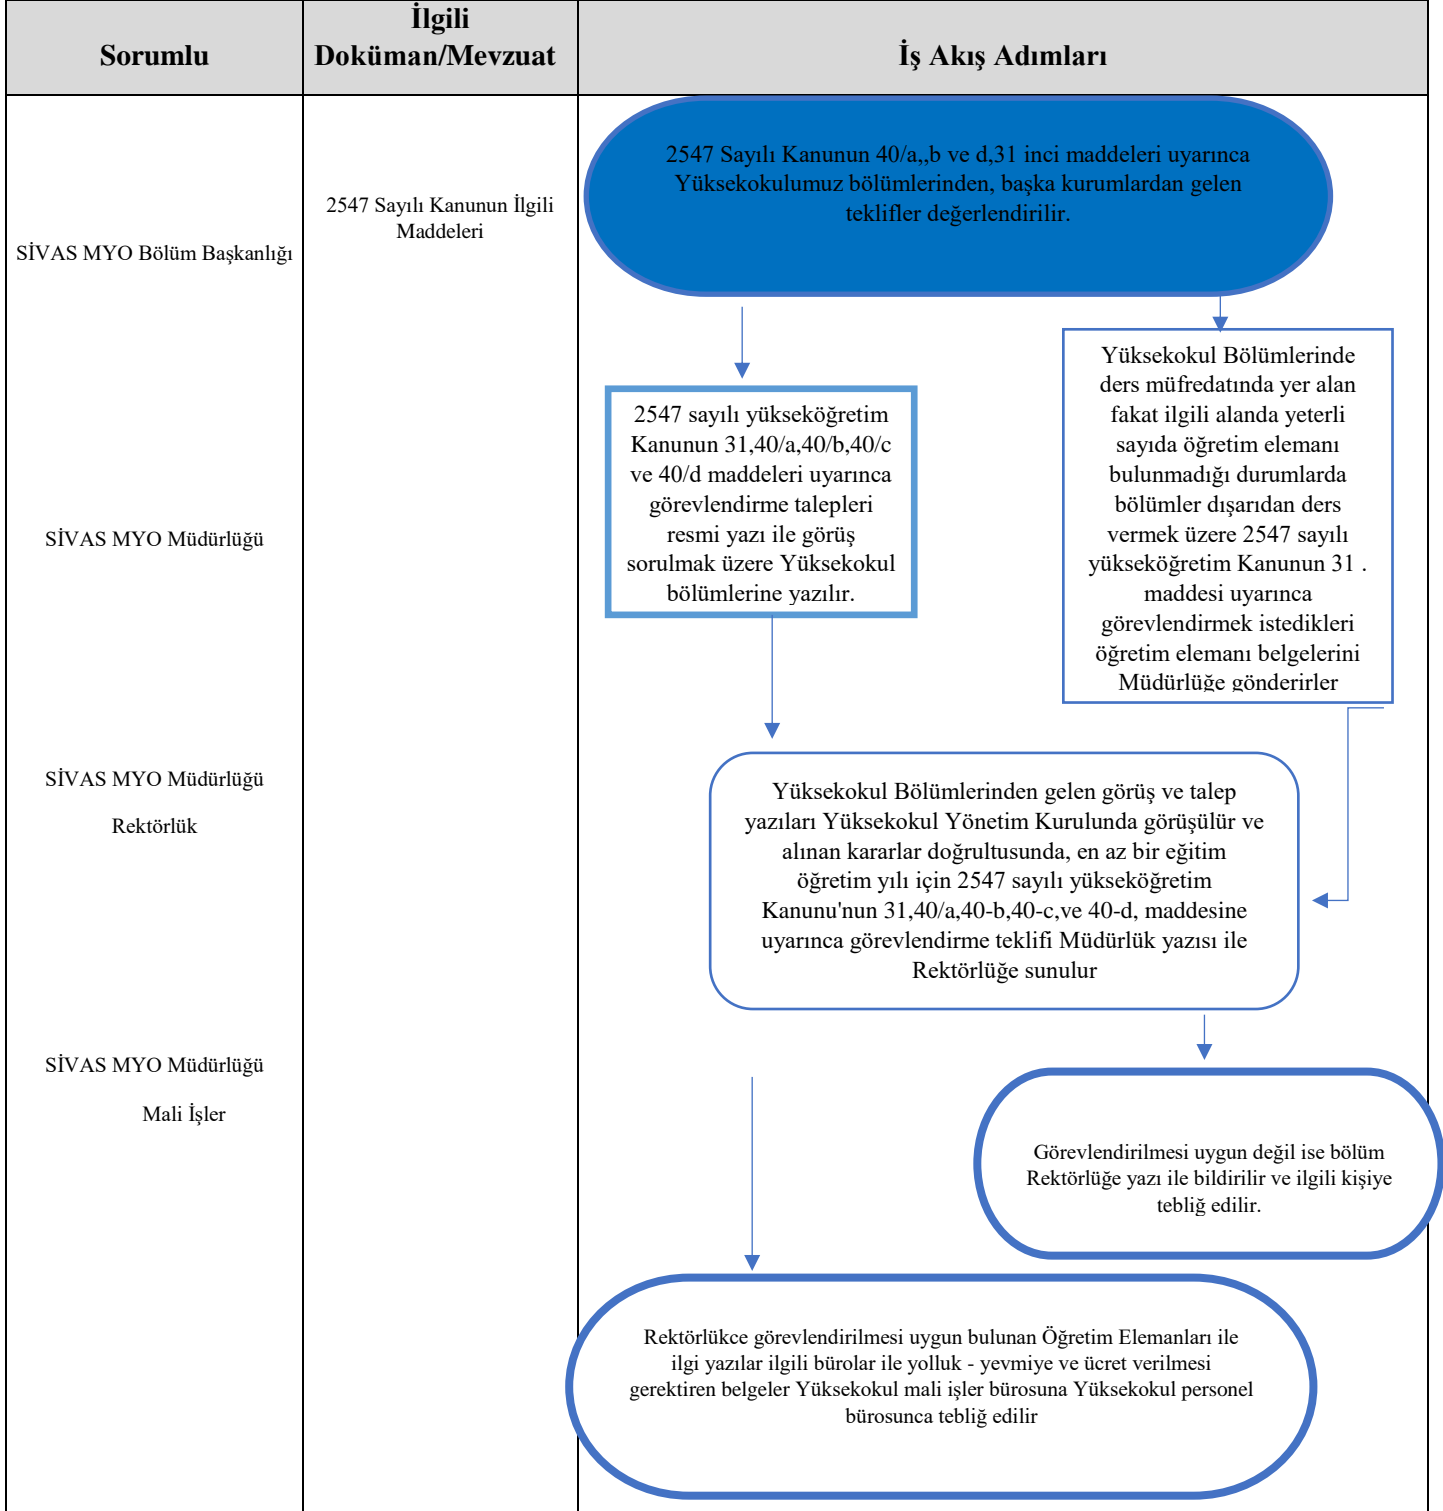 Sorumlu
İlgili
Doküman/Mevzuat
İş Akış Adımları
SİVAS MYO Bölüm Başkanlığı
2547 Sayılı Kanunun İlgili
Maddeleri
2547 Sayılı Kanunun 40/a,,b ve d,31 inci maddeleri uyarınca
Yüksekokulumuz bölümlerinden, başka kurumlardan gelen
teklifler değerlendirilir.
SİVAS MYO Müdürlüğü
2547 sayılı yükseköğretim
Kanunun 31,40/a,40/b,40/c
ve 40/d maddeleri uyarınca
görevlendirme talepleri
resmi yazı ile görüş
sorulmak üzere Yüksekokul
bölümlerine yazılır.
Yüksekokul Bölümlerinde
ders müfredatında yer alan
fakat ilgili alanda yeterli
sayıda öğretim elemanı
bulunmadığı durumlarda
bölümler dışarıdan ders
vermek üzere 2547 sayılı
yükseköğretim Kanunun 31 .
maddesi uyarınca
görevlendirmek istedikleri
öğretim elemanı belgelerini
Müdürlüğe gönderirler
SİVAS MYO Müdürlüğü
Rektörlük
Yüksekokul Bölümlerinden gelen görüş ve talep
yazıları Yüksekokul Yönetim Kurulunda görüşülür ve
alınan kararlar doğrultusunda, en az bir eğitim
öğretim yılı için 2547 sayılı yükseköğretim
Kanunu'nun 31,40/a,40-b,40-c,ve 40-d, maddesine
uyarınca görevlendirme teklifi Müdürlük yazısı ile
Rektörlüğe sunulur
SİVAS MYO Müdürlüğü
Mali İşler
Görevlendirilmesi uygun değil ise bölüm
Rektörlüğe yazı ile bildirilir ve ilgili kişiye
tebliğ edilir.
Rektörlükce görevlendirilmesi uygun bulunan Öğretim Elemanları ile
ilgi yazılar ilgili bürolar ile yolluk - yevmiye ve ücret verilmesi
gerektiren belgeler Yüksekokul mali işler bürosuna Yüksekokul personel
bürosunca tebliğ edilir